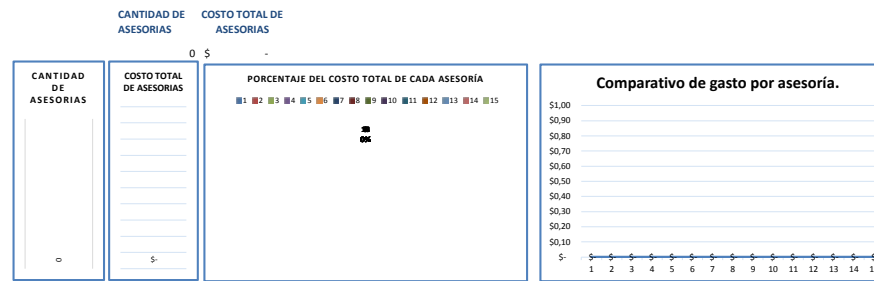 CANTIDAD DE ASESORIAS
COSTO TOTAL DE ASESORIAS
0 $ -
CANTIDAD
DE
ASESORIAS
0
COSTO TOTAL
DE ASESORIAS
$-
PORCENTAJE DEL COSTO TOTAL DE CADA ASESORÍA
1 2 3 4 5 6 7 8 9 10 11 12 13 14 15
0%
Comparativo de gasto por asesoría.
$1,00
$0,90
$0,80
$0,70
$0,60
$0,50
$0,40
$0,30
$0,20
$0,10
$-
$- $- $- $- $- $- $- $- $- $- $- $- $- $-
1 2 3 4 5 6 7 8 9 10 11 12 13 14